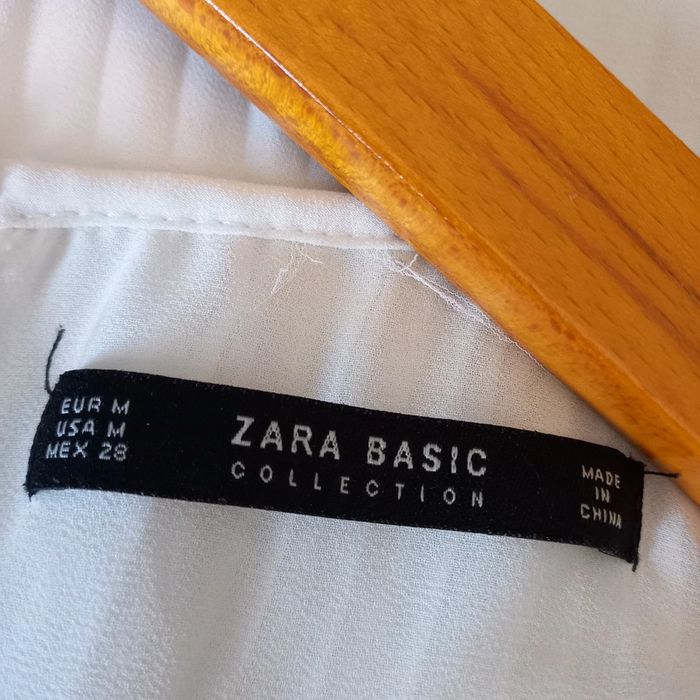 EUR M
USA M
MEX 28
ZARA BASIC
COLLECTION
MADE
IN
CHINA